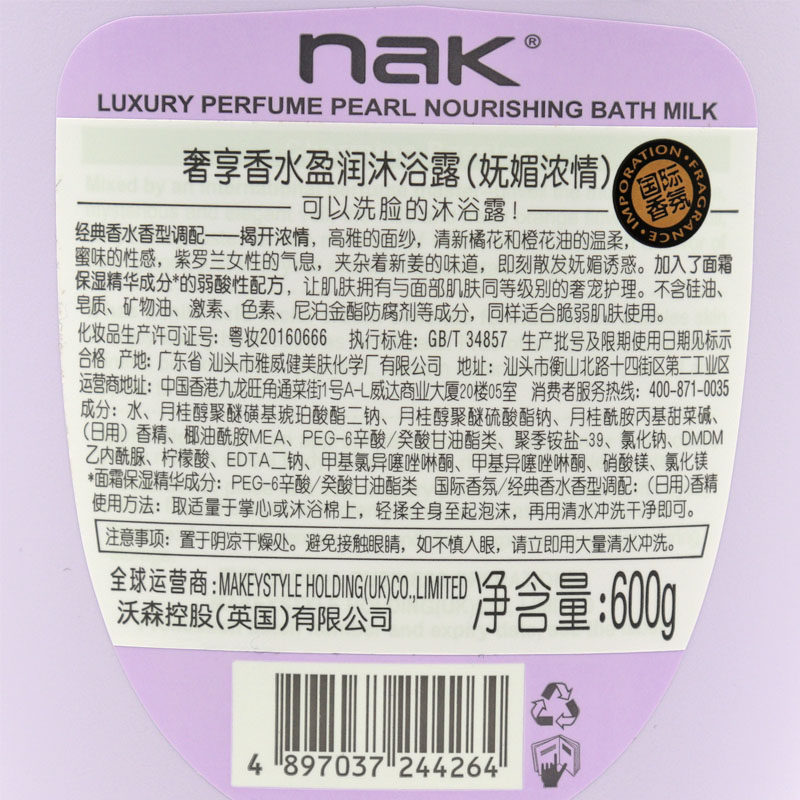 nak®
LUXURY PERFUME PEARL NOURISHING BATH MILK
奢享香水盈润沐浴露(妩媚浓情)
IMPORATION·FRAGRANCE·
国际
香氛
可以洗脸的沐浴露!
经典香水香型调配——揭开浓情，高雅的面纱，清新橘花和橙花油的温柔，
蜜味的性感，紫罗兰女性的气息，夹杂着新姜的味道，即刻散发妩媚诱惑。加入了面霜
保湿精华成分*的弱酸性配方，让肌肤拥有与面部肌肤同等级别的奢宠护理。不含硅油、
皂质、矿物油、激素、色素、尼泊金酯防腐剂等成分，同样适合脆弱肌肤使用。
化妆品生产许可证号：粤妆20160666 执行标准：GB/T 34857 生产批号及限期使用日期见标示
合格 产地：广东省 汕头市雅威健美肤化学厂有限公司 地址：汕头市衡山北路十四街区第二工业区
运营商地址：中国香港九龙旺角通菜街1号A-L威达商业大厦20楼05室 消费者服务热线：400-871-0035
成分：水、月桂醇聚醚磺基琥珀酸酯二钠、月桂醇聚醚硫酸酯钠、月桂酰胺丙基甜菜碱、
(日用)香精、椰油酰胺MEA、PEG-6辛酸/癸酸甘油酯类、聚季铵盐-39、氯化钠、DMDM
乙内酰脲、柠檬酸、EDTA二钠、甲基氯异噻唑啉酮、甲基异噻唑啉酮、硝酸镁、氯化镁
*面霜保湿精华成分：PEG-6辛酸/癸酸甘油酯类 国际香氛/经典香水香型调配：(日用)香精
使用方法：取适量于掌心或沐浴棉上，轻揉全身至起泡沫，再用清水冲洗干净即可。
注意事项：置于阴凉干燥处。避免接触眼睛，如不慎入眼，请立即用大量清水冲洗。
全球运营商：MAKEYSTYLE HOLDING(UK)CO.,LIMITED
沃森控股(英国)有限公司
净含量：600g
4 897037 244264